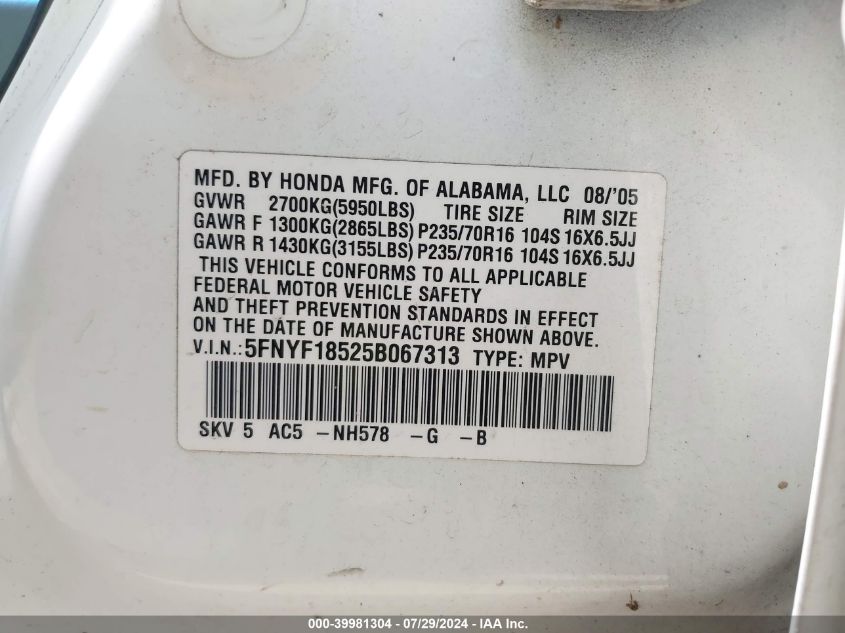 MFD. BY HONDA MFG. OF ALABAMA, LLC 08/'05
GVWR 2700KG(5950LBS) TIRE SIZE RIM SIZE
GAWR F 1300KG(2865LBS) P235/70R16 104S 16X6.5JJ
GAWR R 1430KG(3155LBS) P235/70R16 104S 16X6.5JJ
THIS VEHICLE CONFORMS TO ALL APPLICABLE
FEDERAL MOTOR VEHICLE SAFETY
AND THEFT PREVENTION STANDARDS IN EFFECT
ON THE DATE OF MANUFACTURE SHOWN ABOVE.
V.I.N.:5FNYF18525B067313 TYPE: MPV
SKV 5 AC5 -NH578 -G -B
000-39981304 - 07/29/2024 - IAA Inc.